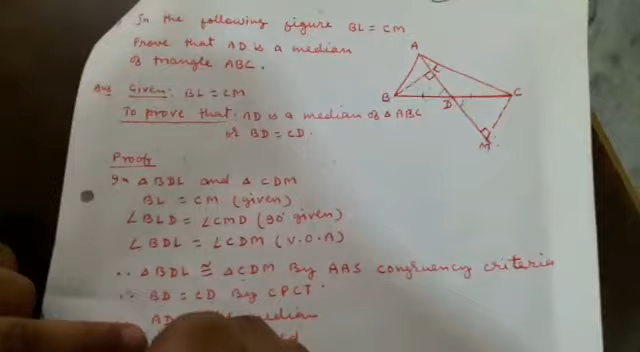 In the following figure BL = CM
Prove that AD is a median
of triangle ABC.
Ans Given: BL = CM
To prove that: AD is a median of △ ABC
or BD = CD.
A
L
B
D
C
M
Proof
In △ BDL and △ CDM
BL = CM (given)
∠BLD = ∠CMD (90° given)
∠BDL = ∠CDM (V.O.A)
∴ △BDL ≅ △CDM By AAS congruency criteria
∴ BD = CD By CPCT.
AD median